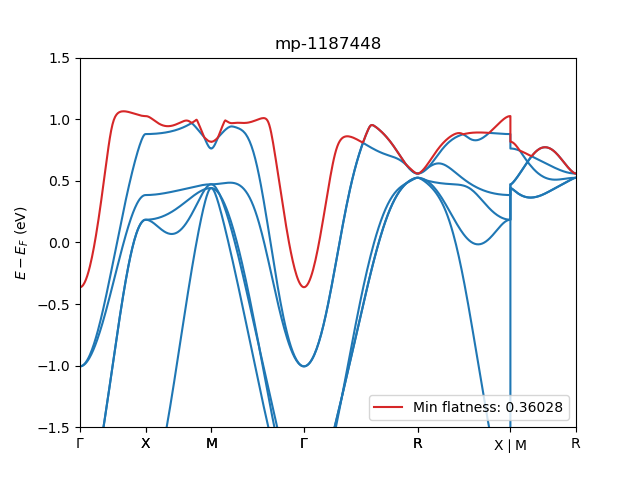 mp-1187448
1.5
1.0
0.5
0.0
−0.5
−1.0
−1.5
E − E_F (eV)
Γ X M Γ R X | M R
Min flatness: 0.36028